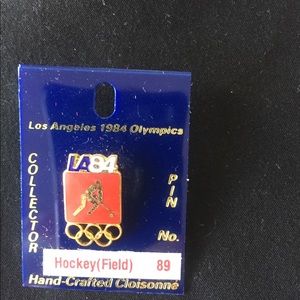 Los Angeles 1984 Olympics
LA84
COLLECTOR
PIN
No.
Hockey(Field) 89
Hand-Crafted Cloisonne